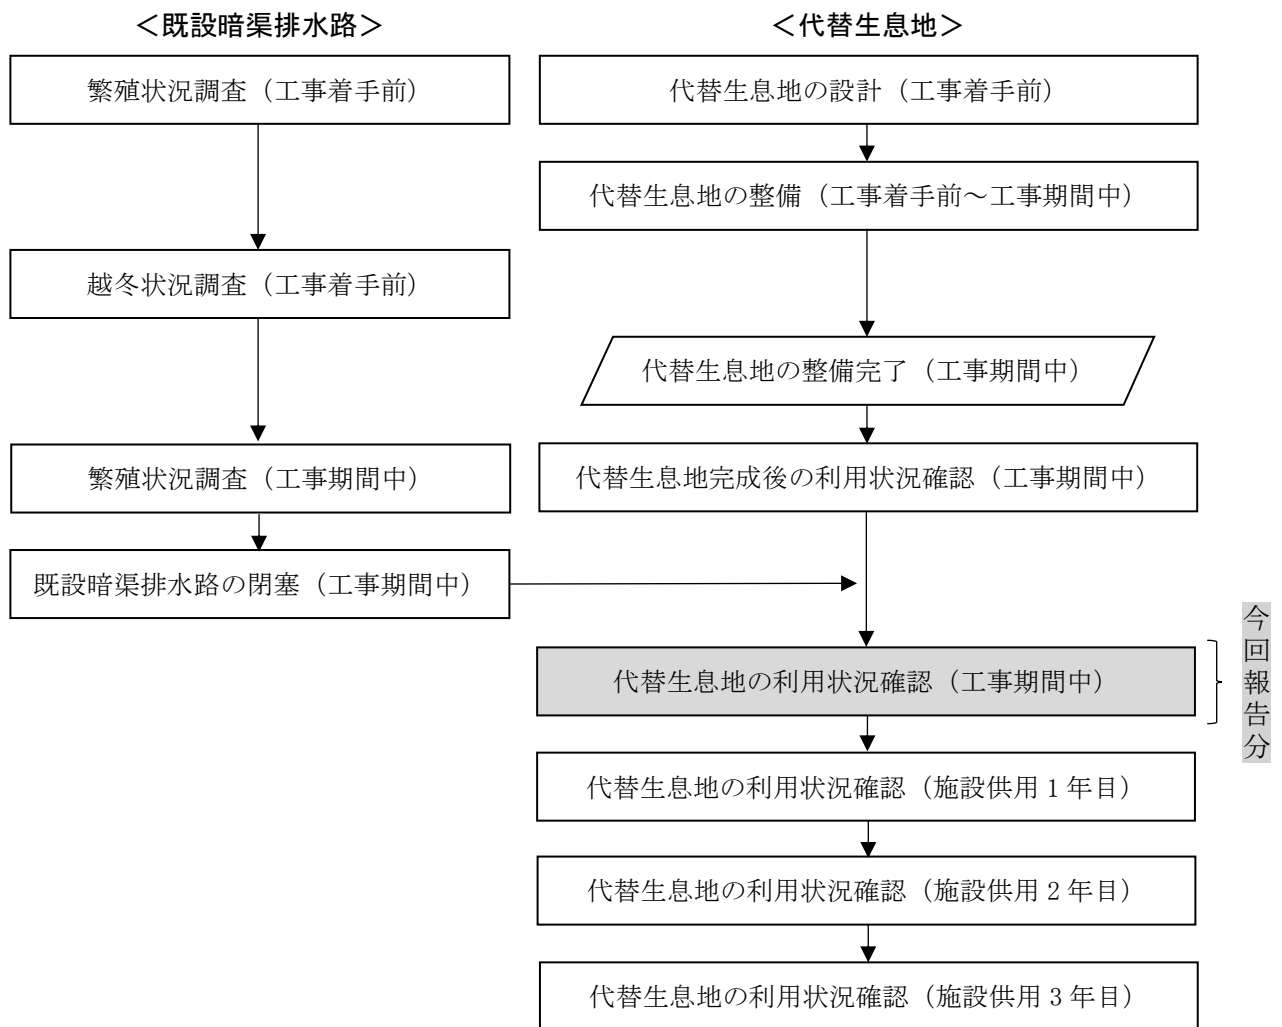 ＜既設暗渠排水路＞
繁殖状況調査（工事着手前）
越冬状況調査（工事着手前）
繁殖状況調査（工事期間中）
既設暗渠排水路の閉塞（工事期間中）
＜代替生息地＞
代替生息地の設計（工事着手前）
代替生息地の整備（工事着手前～工事期間中）
代替生息地の整備完了（工事期間中）
代替生息地完成後の利用状況確認（工事期間中）
代替生息地の利用状況確認（工事期間中）
今回報告分
代替生息地の利用状況確認（施設供用 1 年目）
代替生息地の利用状況確認（施設供用 2 年目）
代替生息地の利用状況確認（施設供用 3 年目）